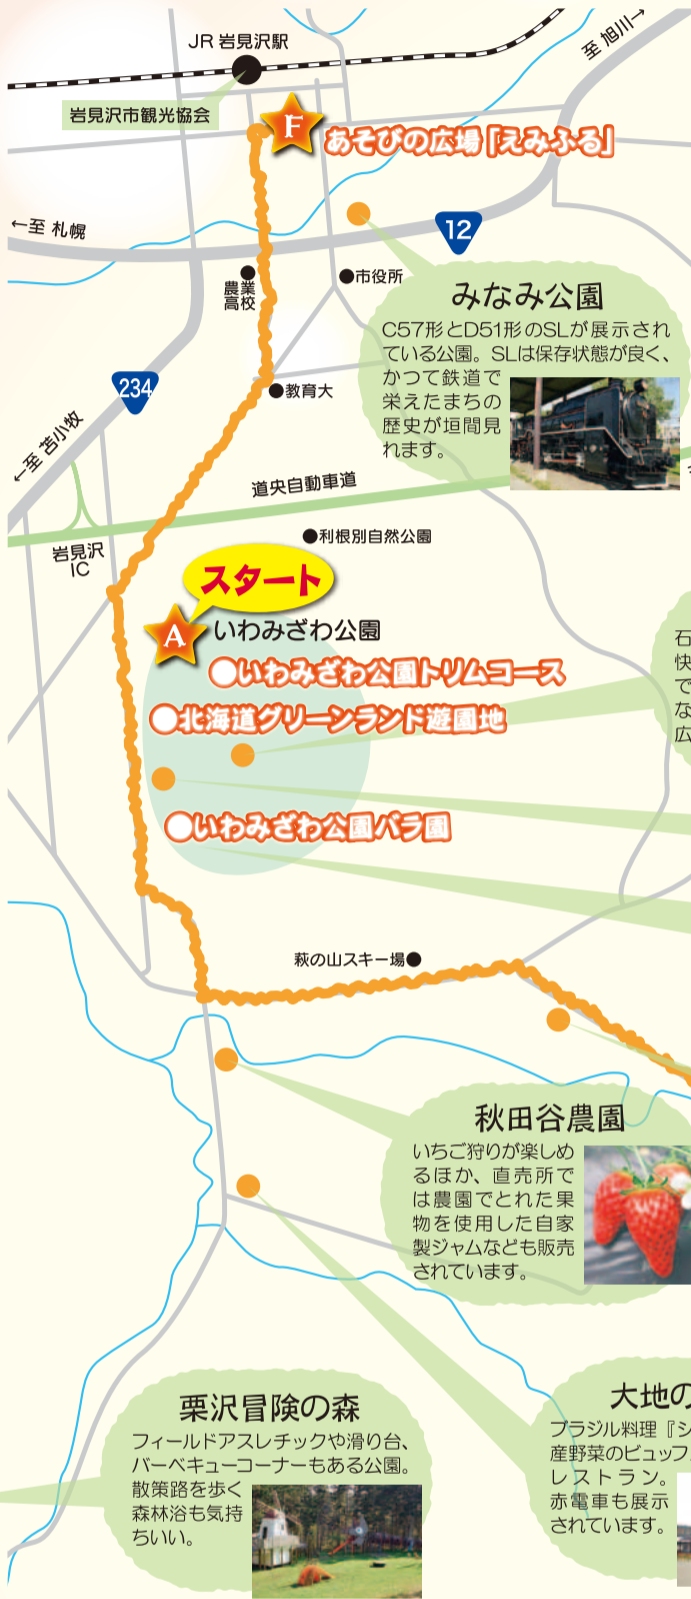 JR 岩見沢駅
至 旭川→
岩見沢市観光協会
F
あそびの広場「えみふる」
←至 札幌
12
農業
高校
市役所
みなみ公園
C57形とD51形のSLが展示され
ている公園。SLは保存状態が良く、
かつて鉄道で
栄えたまちの
歴史が垣間見
れます。
234
教育大
←至 苫小牧
道央自動車道
岩見沢
IC
利根別自然公園
スタート
A
いわみざわ公園
●いわみざわ公園トリムコース
●北海道グリーンランド遊園地
●いわみざわ公園バラ園
石
快
で
な
広
萩の山スキー場
秋田谷農園
いちご狩りが楽しめ
るほか、直売所で
は農園でとれた果
物を使用した自家
製ジャムなども販売
されています。
栗沢冒険の森
フィールドアスレチックや滑り台、
バーベキューコーナーもある公園。
散策路を歩く
森林浴も気持
ちいい。
大地の
ブラジル料理『シ
産野菜のビュッフ
レストラン。
赤電車も展示
されています。